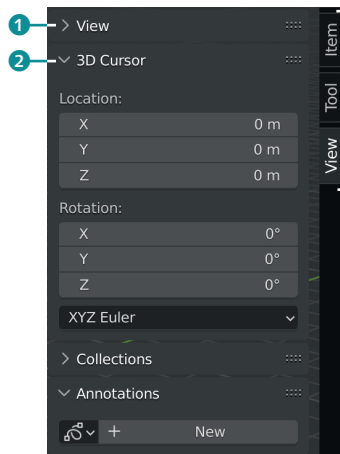 1
View
2
3D Cursor
Location:
X 0 m
Y 0 m
Z 0 m
Rotation:
X 0°
Y 0°
Z 0°
XYZ Euler
Collections
Annotations
+ New
Item
Tool
View